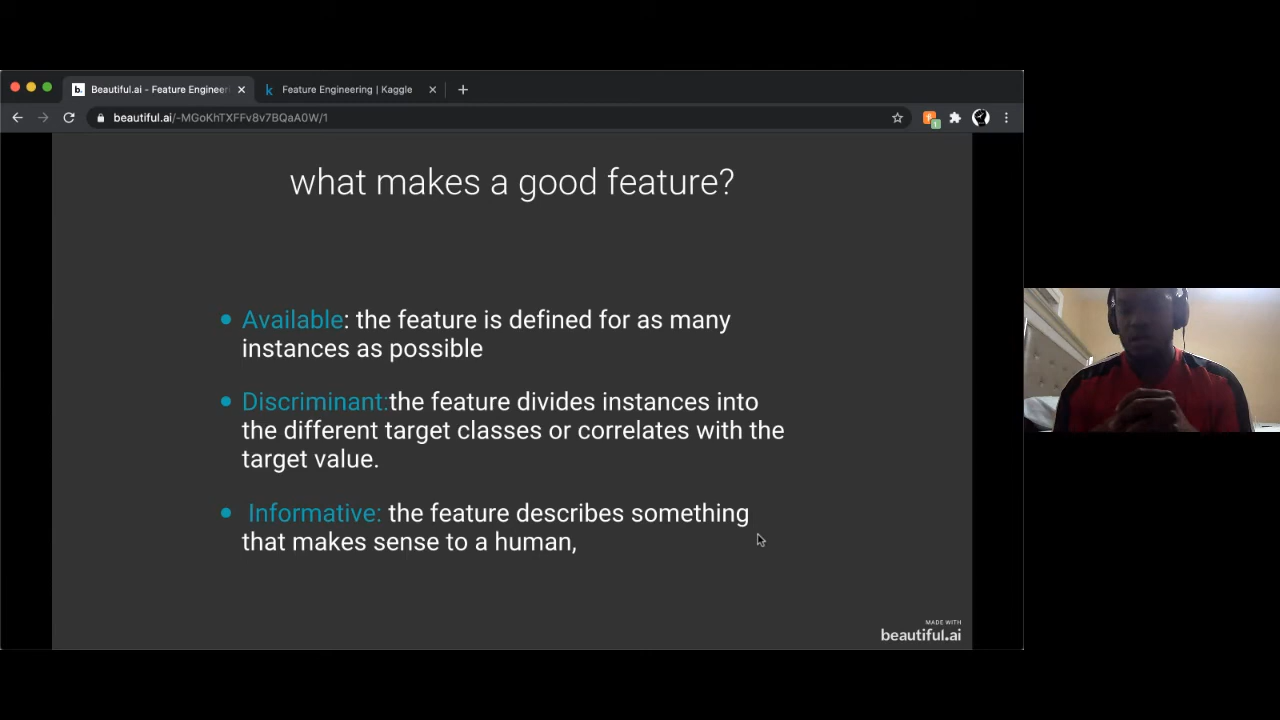 Beautiful.ai - Feature Engineeri
Feature Engineering | Kaggle
beautiful.ai/-MGoKhTXFFv8v7BQaA0W/1
what makes a good feature?
Available: the feature is defined for as many
instances as possible
Discriminant:the feature divides instances into
the different target classes or correlates with the
target value.
Informative: the feature describes something
that makes sense to a human,
MADE WITH
beautiful.ai